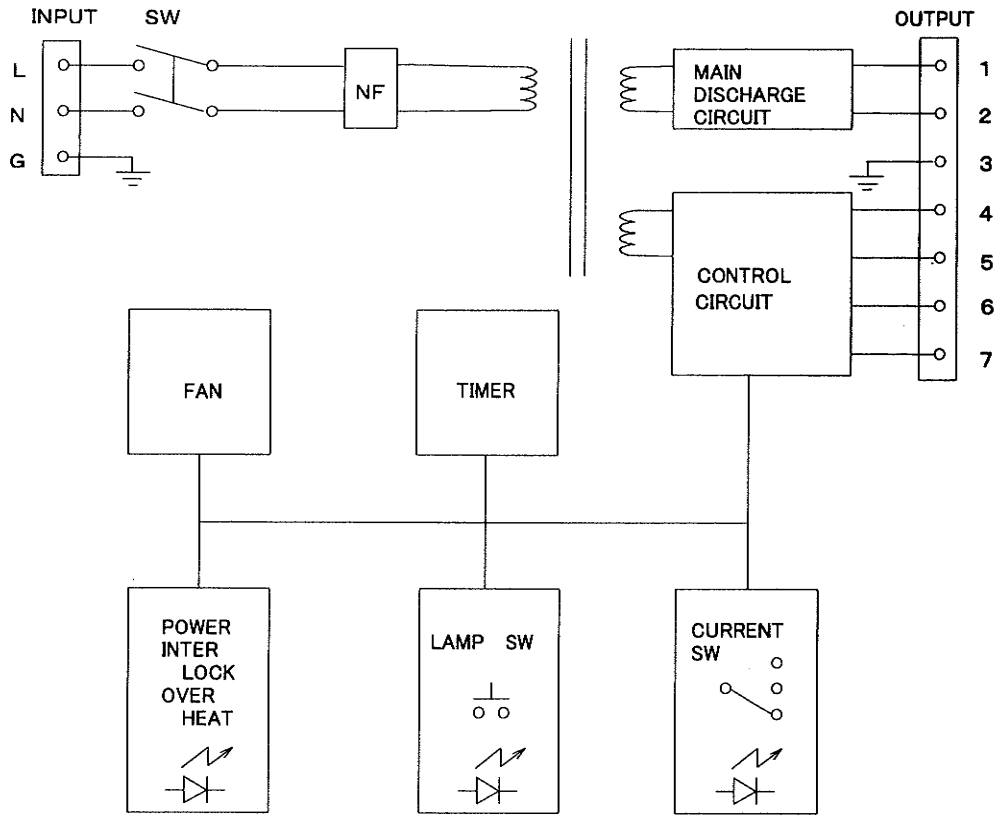 INPUT SW OUTPUT
L
N
G
NF
MAIN
DISCHARGE
CIRCUIT
1
2
3
4
5
6
7
CONTROL
CIRCUIT
FAN
TIMER
POWER
INTER
LOCK
OVER
HEAT
LAMP SW
CURRENT
SW